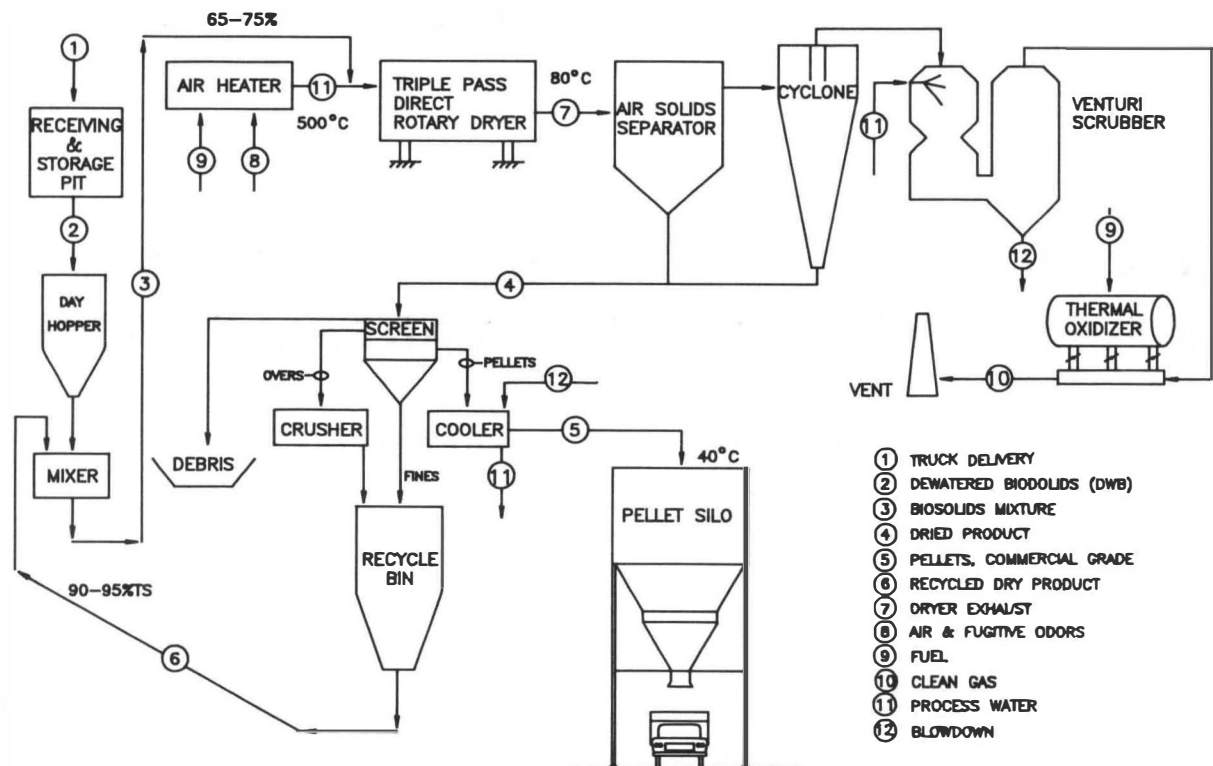 65–75%
1
AIR HEATER
11
500°C
9
8
TRIPLE PASS
DIRECT
ROTARY DRYER
80°C
7
AIR SOLIDS
SEPARATOR
CYCLONE
11
VENTURI
SCRUBBER
12
RECEIVING
&
STORAGE
PIT
2
DAY
HOPPER
3
MIXER
4
SCREEN
OVERS
PELLETS
12
CRUSHER
COOLER
5
DEBRIS
FINES
11
40°C
9
THERMAL
OXIDIZER
10
VENT
PELLET SILO
RECYCLE
BIN
90–95%TS
6
1 TRUCK DELIVERY
2 DEWATERED BIODOLIDS (DWB)
3 BIOSOLIDS MIXTURE
4 DRIED PRODUCT
5 PELLETS, COMMERCIAL GRADE
6 RECYCLED DRY PRODUCT
7 DRYER EXHAUST
8 AIR & FUGITIVE ODORS
9 FUEL
10 CLEAN GAS
11 PROCESS WATER
12 BLOWDOWN